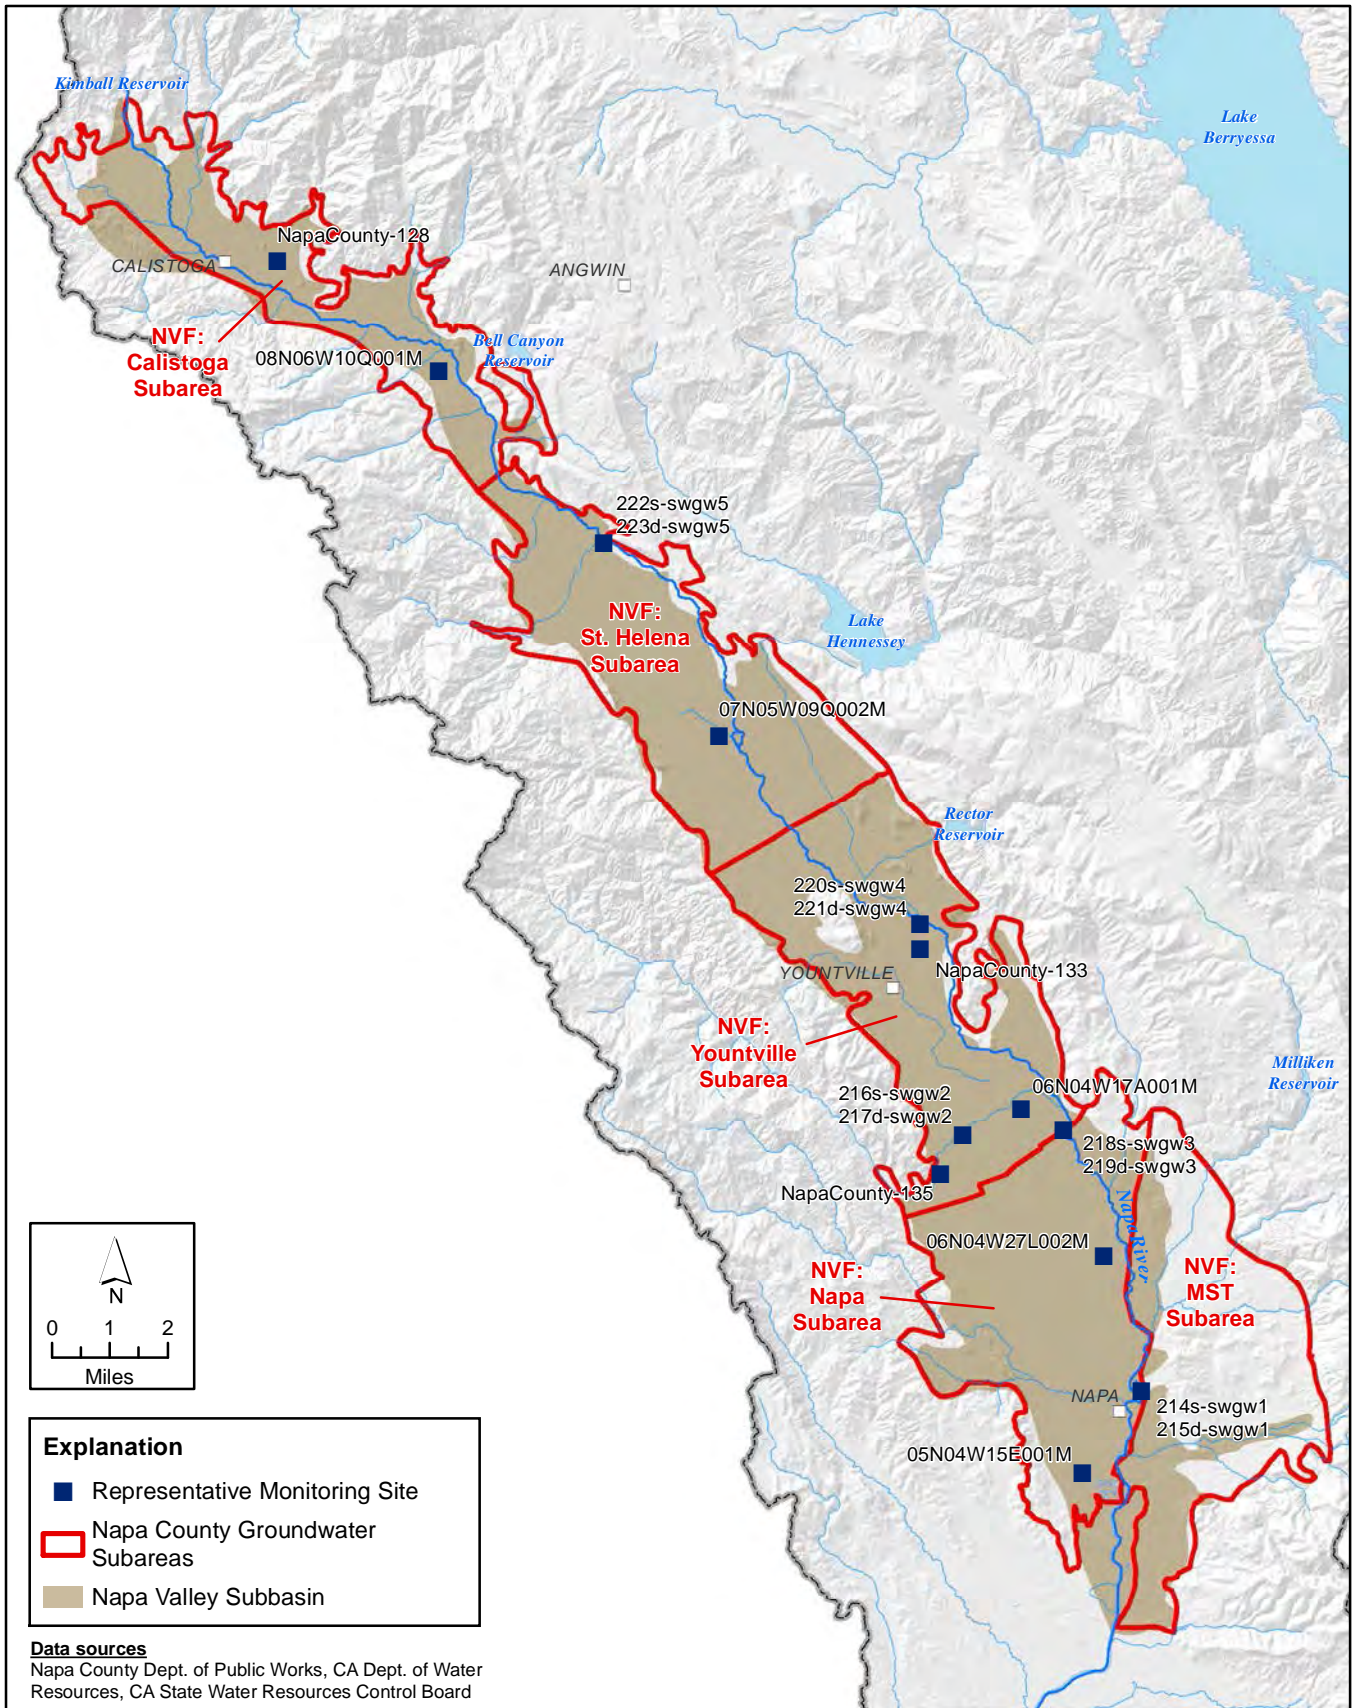 Kimball Reservoir
Lake
Berryessa
NapaCounty-128
CALISTOGA
ANGWIN
NVF:
Calistoga
Subarea
Bell Canyon
Reservoir
08N06W10Q001M
222s-swgw5
223d-swgw5
NVF:
St. Helena
Subarea
Lake
Hennessey
07N05W09Q002M
Rector
Reservoir
220s-swgw4
221d-swgw4
NapaCounty-133
YOUNTVILLE
NVF:
Yountville
Subarea
Milliken
Reservoir
06N04W17A001M
216s-swgw2
217d-swgw2
218s-swgw3
219d-swgw3
NapaCounty-135
Napa River
06N04W27L002M
NVF:
Napa
Subarea
NVF:
MST
Subarea
NAPA
214s-swgw1
215d-swgw1
05N04W15E001M
N
0 1 2
Miles
Explanation
Representative Monitoring Site
Napa County Groundwater
Subareas
Napa Valley Subbasin
Data sources
Napa County Dept. of Public Works, CA Dept. of Water
Resources, CA State Water Resources Control Board